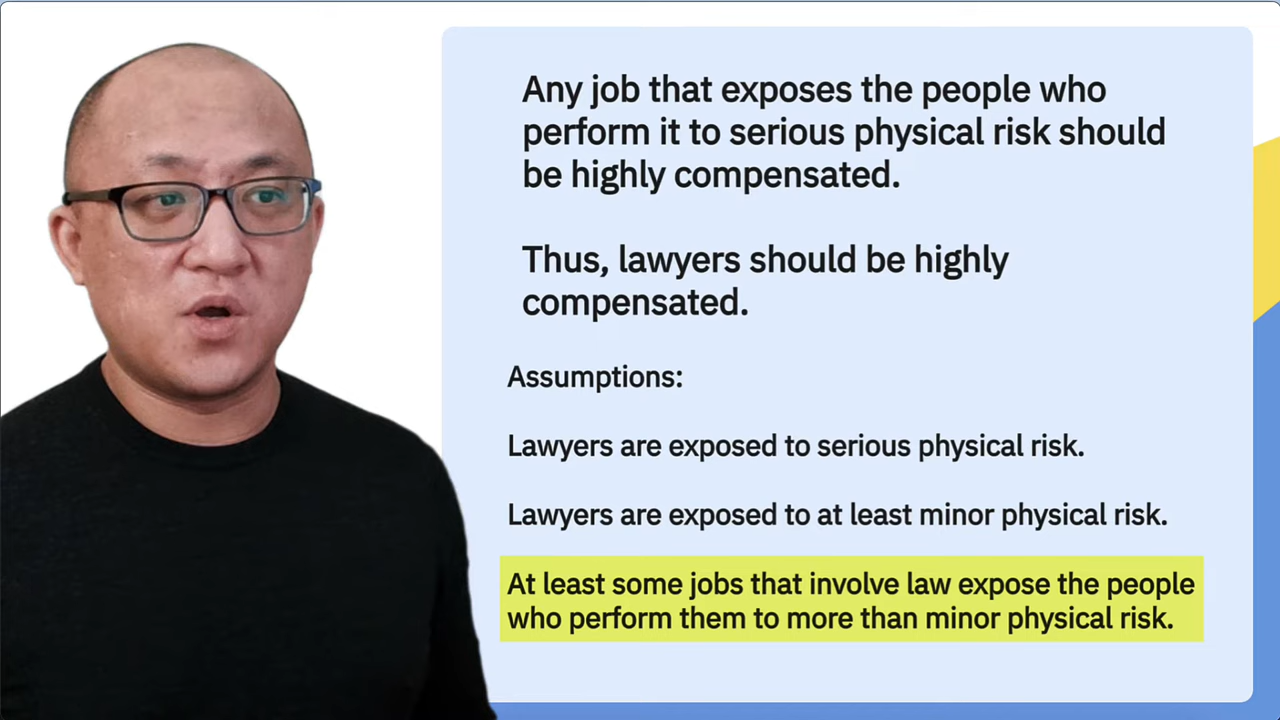 Any job that exposes the people who
perform it to serious physical risk should
be highly compensated.
Thus, lawyers should be highly
compensated.
Assumptions:
Lawyers are exposed to serious physical risk.
Lawyers are exposed to at least minor physical risk.
At least some jobs that involve law expose the people
who perform them to more than minor physical risk.